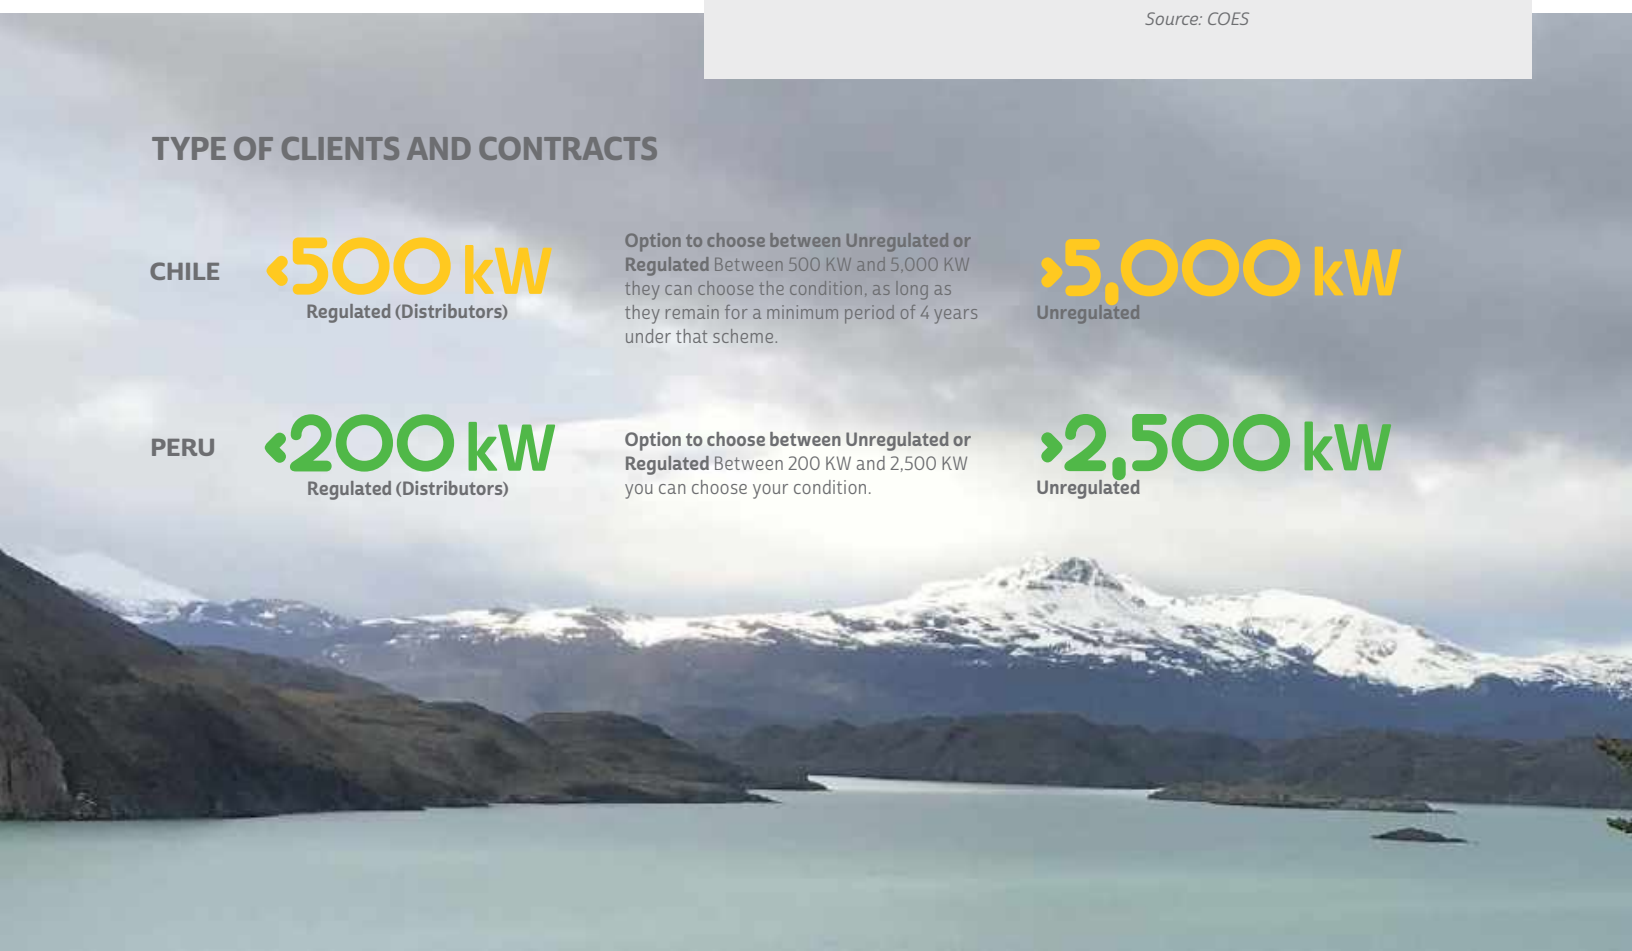 Source: COES
TYPE OF CLIENTS AND CONTRACTS
CHILE
<500 kW
Regulated (Distributors)
Option to choose between Unregulated or
Regulated Between 500 KW and 5,000 KW
they can choose the condition, as long as
they remain for a minimum period of 4 years
under that scheme.
>5,000 kW
Unregulated
PERU
<200 kW
Regulated (Distributors)
Option to choose between Unregulated or
Regulated Between 200 KW and 2,500 KW
you can choose your condition.
>2,500 kW
Unregulated